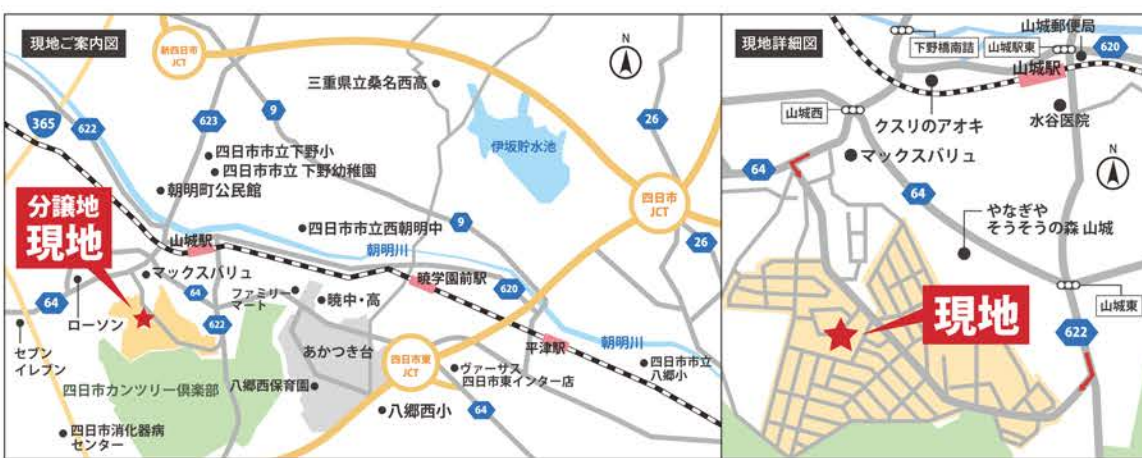 現地ご案内図
新四日市
JCT
N
三重県立桑名西高
9
26
365
622
623
四日市市立下野小
四日市市立 下野幼稚園
朝明町公民館
伊坂貯水池
四日市
JCT
分譲地
現地
四日市市立西朝明中
9
26
山城駅
朝明川
マックスバリュ
暁学園前駅
64
64
ファミリー
マート
暁中・高
620
ローソン
622
セブン
イレブン
あかつき台
四日市東
JCT
平津駅
朝明川
四日市カンツリー倶楽部
八郷西保育園
ヴァーサス
四日市東インター店
四日市市立
八郷小
64
八郷西小
四日市消化器病
センター
現地詳細図
下野橋南詰
山城駅東
山城郵便局
620
山城駅
山城西
クスリのアオキ
水谷医院
マックスバリュ
N
64
64
やなぎや
そうそうの森 山城
山城東
現地
622